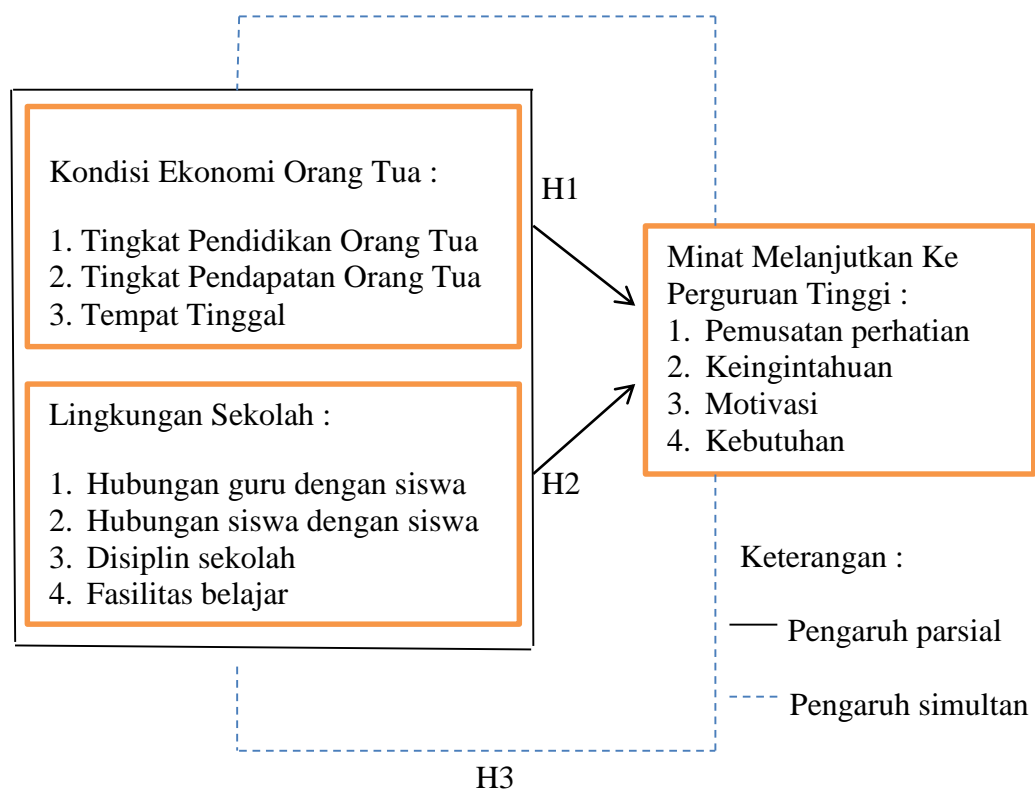 Kondisi Ekonomi Orang Tua :
1. Tingkat Pendidikan Orang Tua
2. Tingkat Pendapatan Orang Tua
3. Tempat Tinggal
H1
Lingkungan Sekolah :
1. Hubungan guru dengan siswa
2. Hubungan siswa dengan siswa
3. Disiplin sekolah
4. Fasilitas belajar
H2
Minat Melanjutkan Ke
Perguruan Tinggi :
1. Pemusatan perhatian
2. Keingintahuan
3. Motivasi
4. Kebutuhan
Keterangan :
Pengaruh parsial
Pengaruh simultan
H3